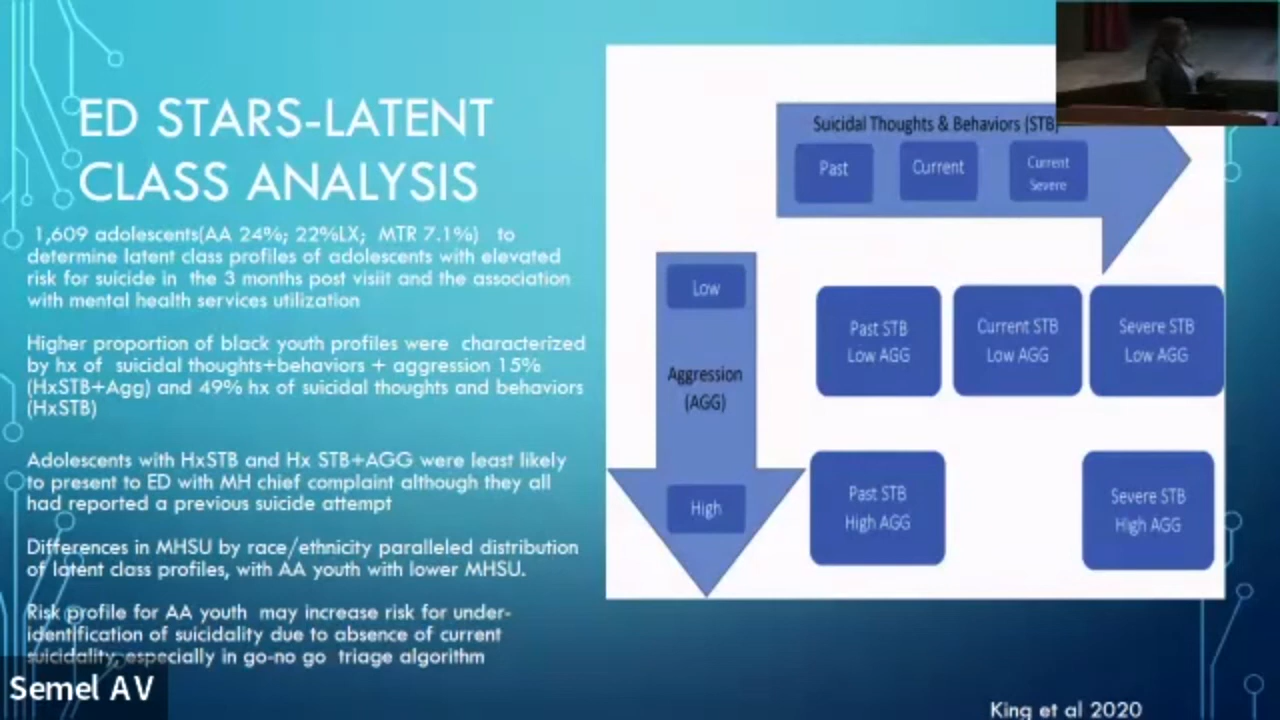 ED STARS-LATENT
CLASS ANALYSIS
1,609 adolescents(AA 24%; 22%LX; MTR 7.1%) to
determine latent class profiles of adolescents with elevated
risk for suicide in the 3 months post visiit and the association
with mental health services utilization
Higher proportion of black youth profiles were characterized
by hx of suicidal thoughts+behaviors + aggression 15%
(HxSTB+Agg) and 49% hx of suicidal thoughts and behaviors
(HxSTB)
Adolescents with HxSTB and Hx STB+AGG were least likely
to present to ED with MH chief complaint although they all
had reported a previous suicide attempt
Differences in MHSU by race/ethnicity paralleled distribution
of latent class profiles, with AA youth with lower MHSU.
Risk profile for AA youth may increase risk for under-
identification of suicidality due to absence of current
suicidality, especially in go-no go triage algorithm
Suicidal Thoughts & Behaviors (STB)
Past
Current
Current
Severe
Low
Aggression
(AGG)
High
Past STB
Low AGG
Current STB
Low AGG
Severe STB
Low AGG
Past STB
High AGG
Severe STB
High AGG
King et al 2020
Semel AV